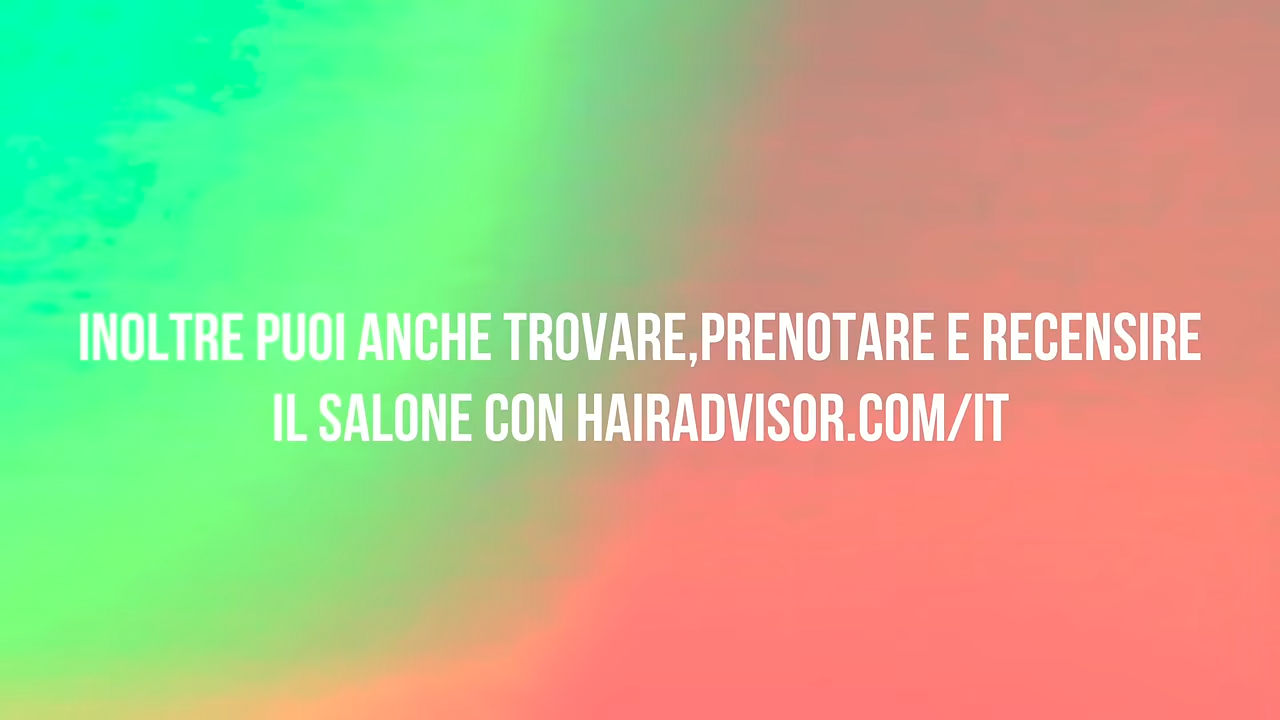 INOLTRE PUOI ANCHE TROVARE,PRENOTARE E RECENSIRE
IL SALONE CON HAIRADVISOR.COM/IT